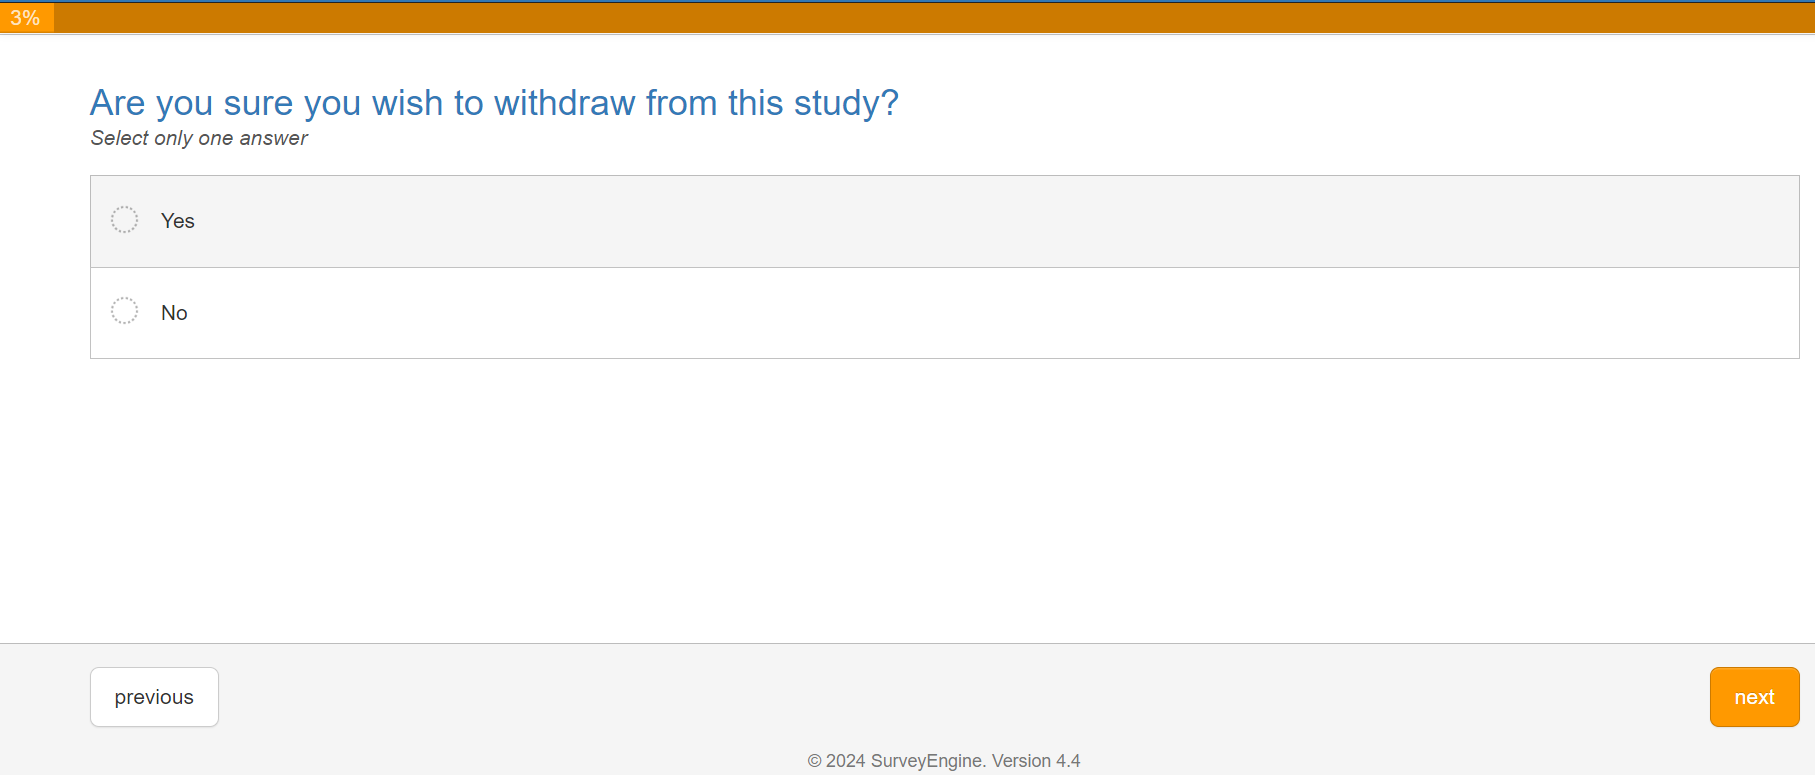 3%
Are you sure you wish to withdraw from this study?
Select only one answer
Yes
No
previous
next
© 2024 SurveyEngine. Version 4.4